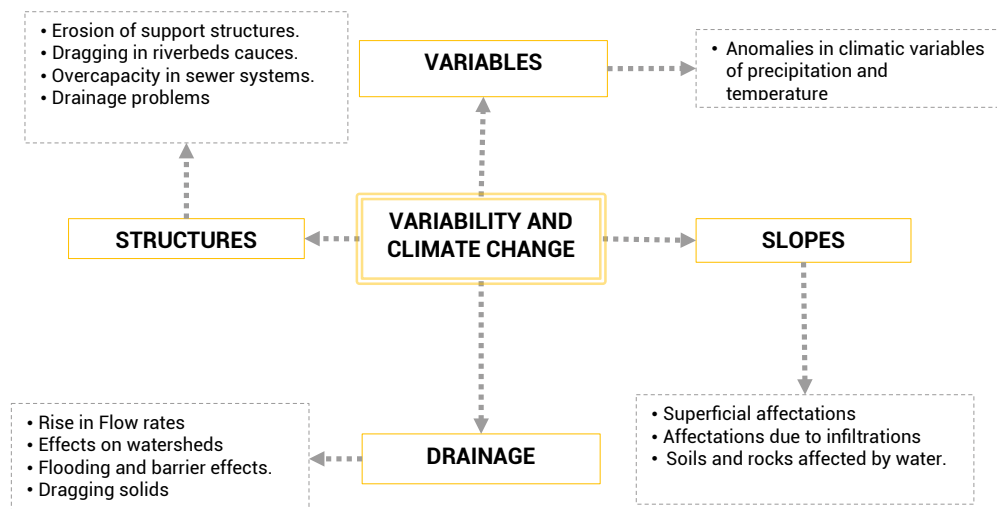 • Erosion of support structures.
• Dragging in riverbeds cauces.
• Overcapacity in sewer systems.
• Drainage problems
VARIABLES
• Anomalies in climatic variables
of precipitation and
temperature
STRUCTURES
VARIABILITY AND
CLIMATE CHANGE
SLOPES
• Rise in Flow rates
• Effects on watersheds
• Flooding and barrier effects.
• Dragging solids
DRAINAGE
• Superficial affectations
• Affectations due to infiltrations
• Soils and rocks affected by water.